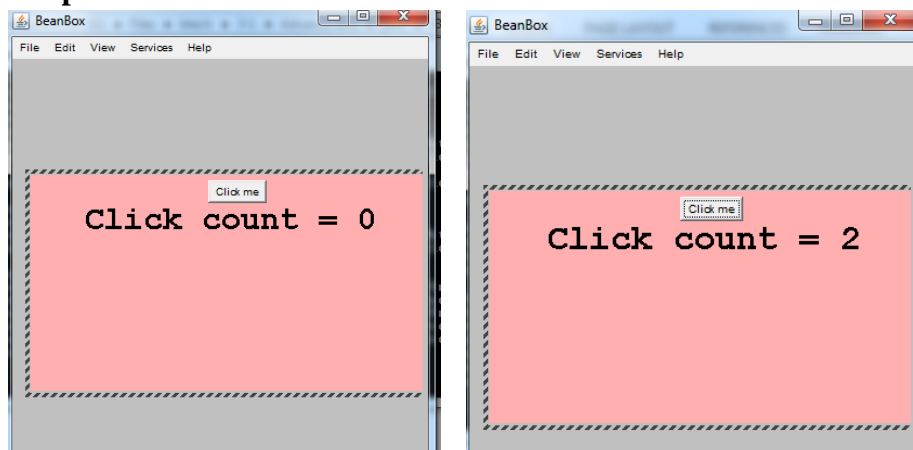 BeanBox
File Edit View Services Help
Click me
Click count = 0
BeanBox
File Edit View Services Help
Click me
Click count = 2